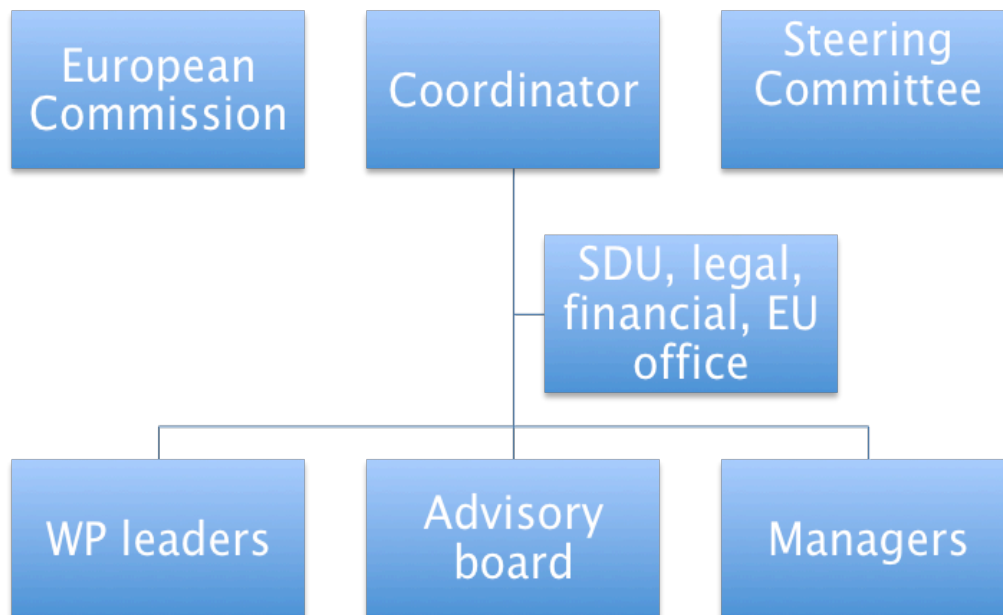 European
Commission
Coordinator
Steering
Committee
SDU, legal,
financial, EU
office
WP leaders
Advisory
board
Managers